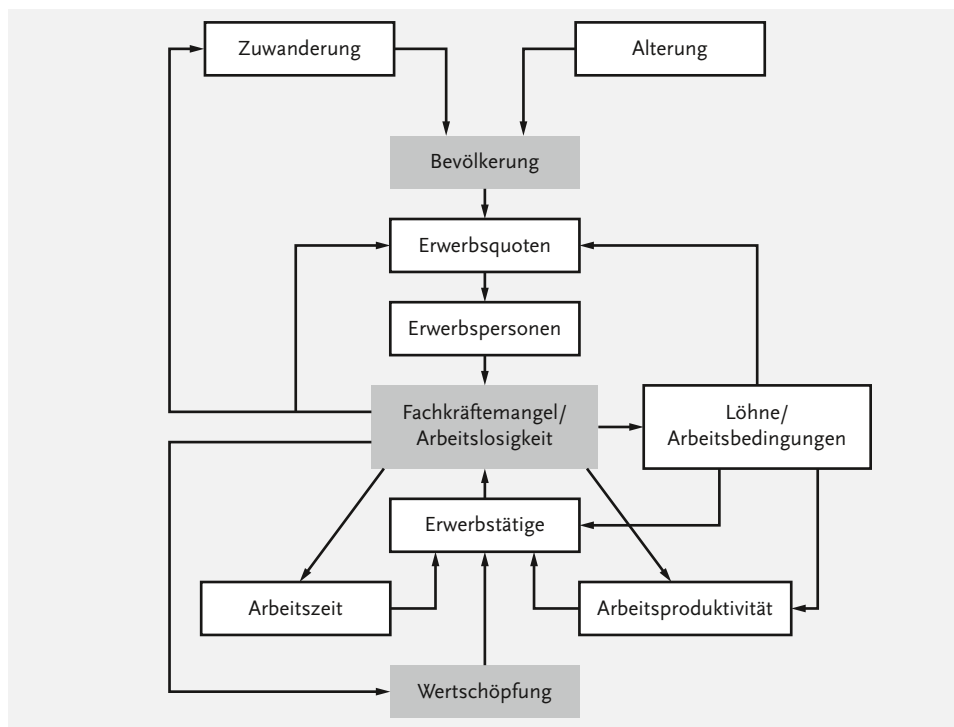 Zuwanderung
Alterung
Bevölkerung
Erwerbsquoten
Erwerbspersonen
Fachkräftemangel/
Arbeitslosigkeit
Löhne/
Arbeitsbedingungen
Erwerbstätige
Arbeitszeit
Arbeitsproduktivität
Wertschöpfung